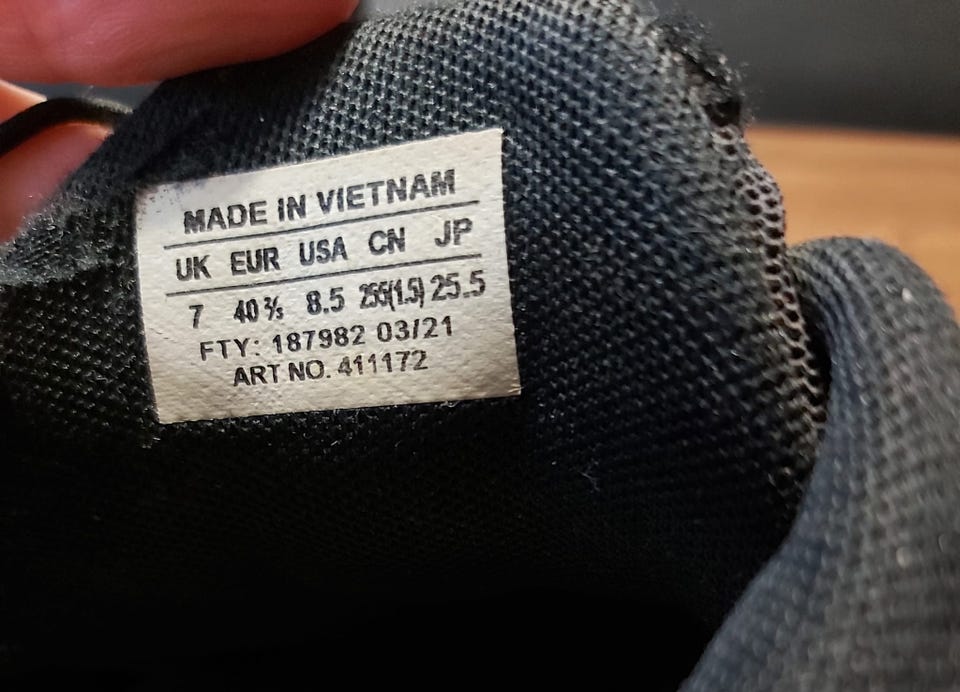 MADE IN VIETNAM
UK EUR USA CN JP
7 40⅔ 8.5 255(1.5) 25.5
FTY: 187982 03/21
ART NO. 411172